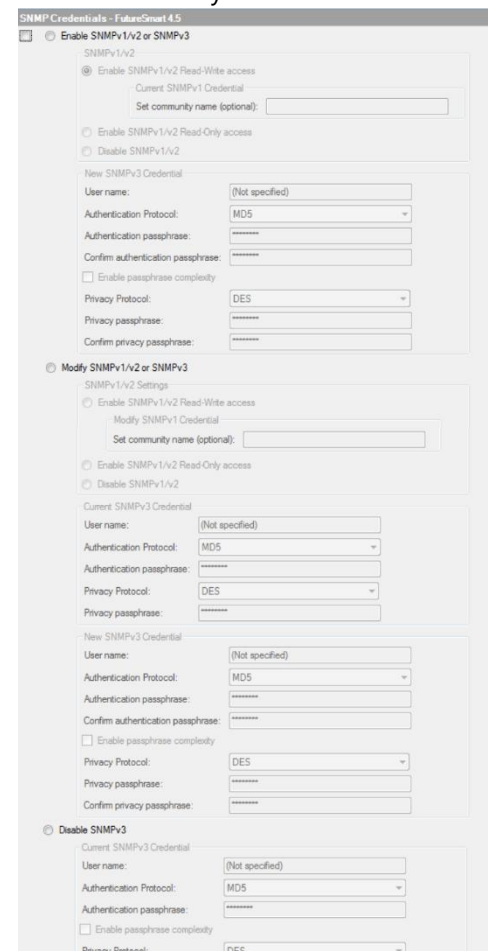 SNMP Credentials - FutureSmart 4.5
Enable SNMPv1/v2 or SNMPv3
SNMPv1/v2
Enable SNMPv1/v2 Read-Write access
Current SNMPv1 Credential
Set community name (optional):
Enable SNMPv1/v2 Read-Only access
Disable SNMPv1/v2
New SNMPv3 Credential
User name: (Not specified)
Authentication Protocol: MD5
Authentication passphrase: ********
Confirm authentication passphrase: ********
Enable passphrase complexity
Privacy Protocol: DES
Privacy passphrase: ********
Confirm privacy passphrase: ********
Modify SNMPv1/v2 or SNMPv3
SNMPv1/v2 Settings
Enable SNMPv1/v2 Read-Write access
Modify SNMPv1 Credential
Set community name (optional):
Enable SNMPv1/v2 Read-Only access
Disable SNMPv1/v2
Current SNMPv3 Credential
User name: (Not specified)
Authentication Protocol: MD5
Authentication passphrase: ********
Privacy Protocol: DES
Privacy passphrase: ********
New SNMPv3 Credential
User name: (Not specified)
Authentication Protocol: MD5
Authentication passphrase: ********
Confirm authentication passphrase: ********
Enable passphrase complexity
Privacy Protocol: DES
Privacy passphrase: ********
Confirm privacy passphrase: ********
Disable SNMPv3
Current SNMPv3 Credential
User name: (Not specified)
Authentication Protocol: MD5
Authentication passphrase: ********
Enable passphrase complexity
Privacy Protocol: DES